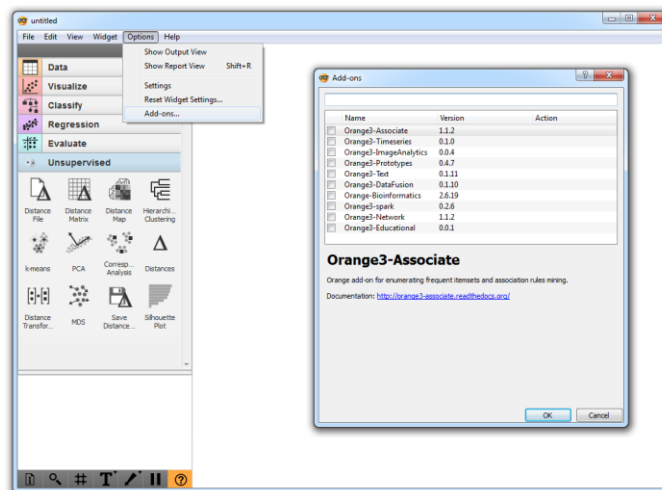 untitled
File Edit View Widget Options Help
Show Output View
Show Report View Shift+R
Settings
Reset Widget Settings...
Add-ons...
Data
Visualize
Classify
Regression
Evaluate
Unsupervised
Distance File
Distance Matrix
Distance Map
Hierarchi... Clustering
k-means
PCA
Corresp... Analysis
Distances
Distance Transfor...
MDS
Save Distance...
Silhouette Plot
Add-ons
Name Version Action
Orange3-Associate 1.1.2
Orange3-Timeseries 0.1.0
Orange3-ImageAnalytics 0.0.4
Orange3-Prototypes 0.4.7
Orange3-Text 0.1.11
Orange3-DataFusion 0.1.10
Orange-Bioinformatics 2.6.19
Orange3-spark 0.2.6
Orange3-Network 1.1.2
Orange3-Educational 0.0.1
Orange3-Associate
Orange add-on for enumerating frequent itemsets and association rules mining.
Documentation: http://orange3-associate.readthedocs.org/
OK Cancel